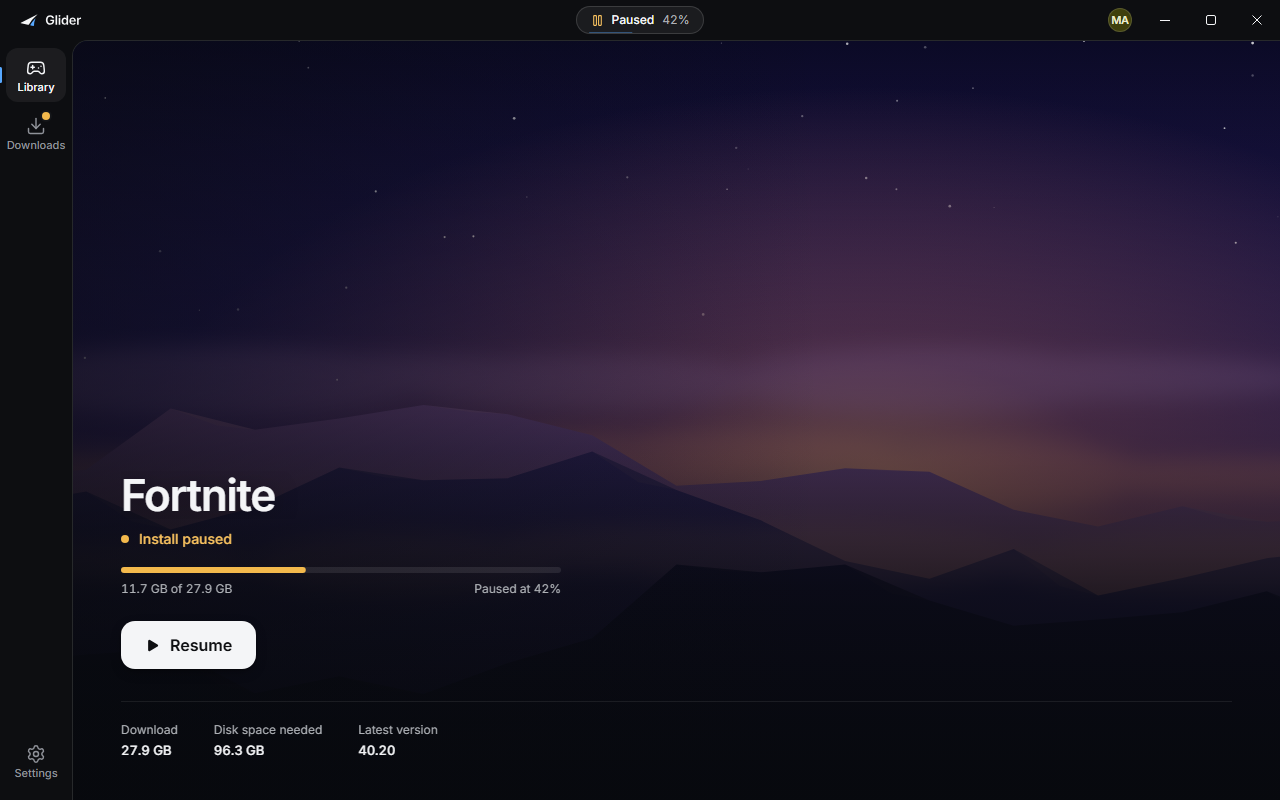 Glider
Paused 42%
MA
Library
Downloads
Fortnite
Install paused
11.7 GB of 27.9 GB
Paused at 42%
Resume
Download
27.9 GB
Disk space needed
96.3 GB
Latest version
40.20
Settings